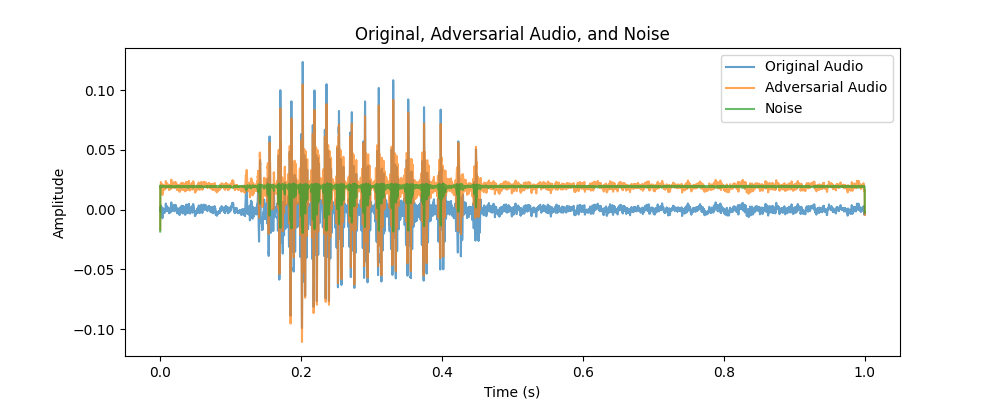 Original, Adversarial Audio, and Noise
Original Audio
Adversarial Audio
Noise
Amplitude
0.10
0.05
0.00
−0.05
−0.10
0.0
0.2
0.4
0.6
0.8
1.0
Time (s)